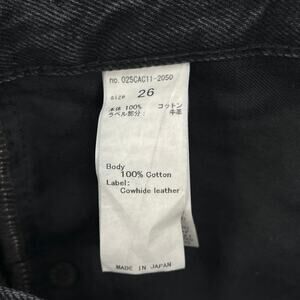 no. 025CAC11-2050
size 26
本体 100% コットン
ラベル部分: 牛革
Body
100% Cotton
Label:
Cowhide leather
MADE IN JAPAN